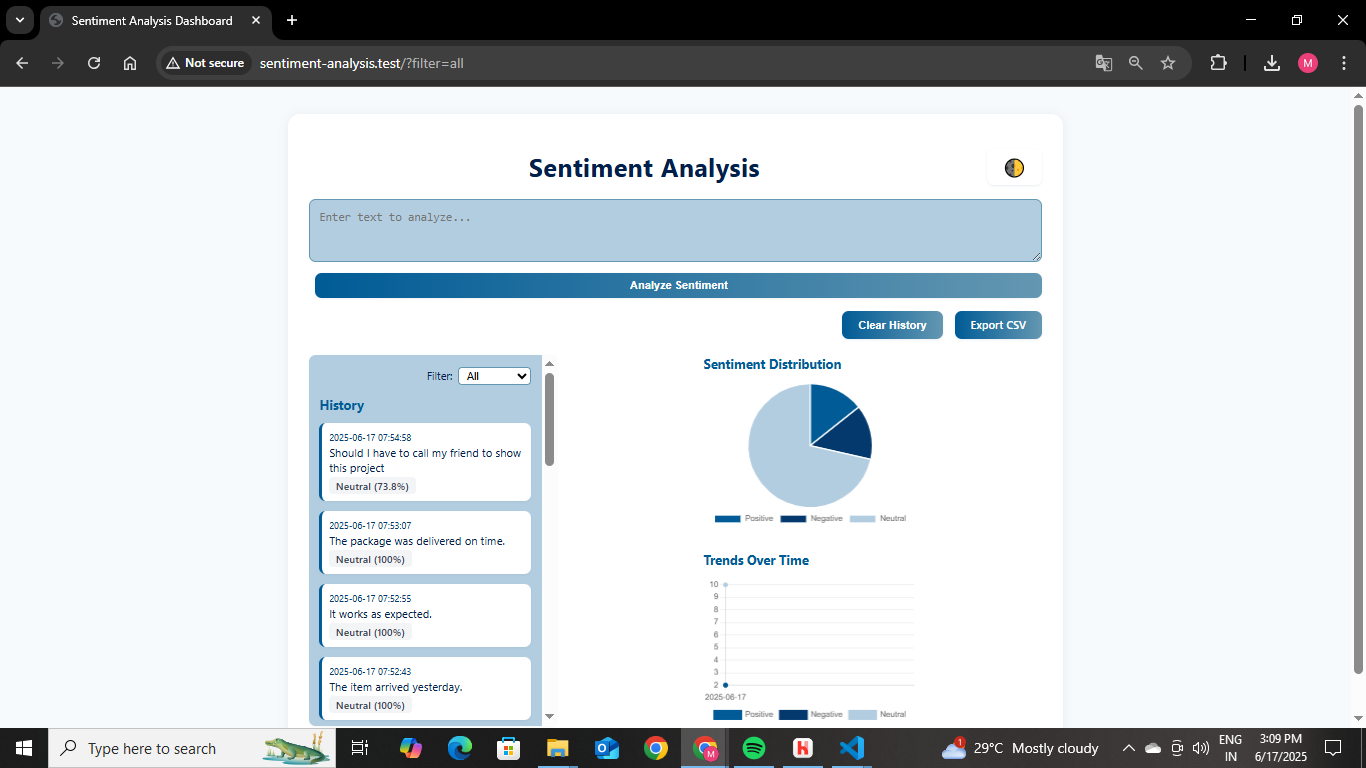 Sentiment Analysis Dashboard
Not secure
sentiment-analysis.test/?filter=all
M
Sentiment Analysis
Enter text to analyze...
Analyze Sentiment
Clear History
Export CSV
Filter:
All
History
2025-06-17 07:54:58
Should I have to call my friend to show
this project
Neutral (73.8%)
2025-06-17 07:53:07
The package was delivered on time.
Neutral (100%)
2025-06-17 07:52:55
It works as expected.
Neutral (100%)
2025-06-17 07:52:43
The item arrived yesterday.
Neutral (100%)
Sentiment Distribution
Positive Negative Neutral
Trends Over Time
10
9
8
7
6
5
4
3
2
2025-06-17
Positive Negative Neutral
Type here to search
M
H
1
29°C Mostly cloudy
ENG
IN
3:09 PM
6/17/2025